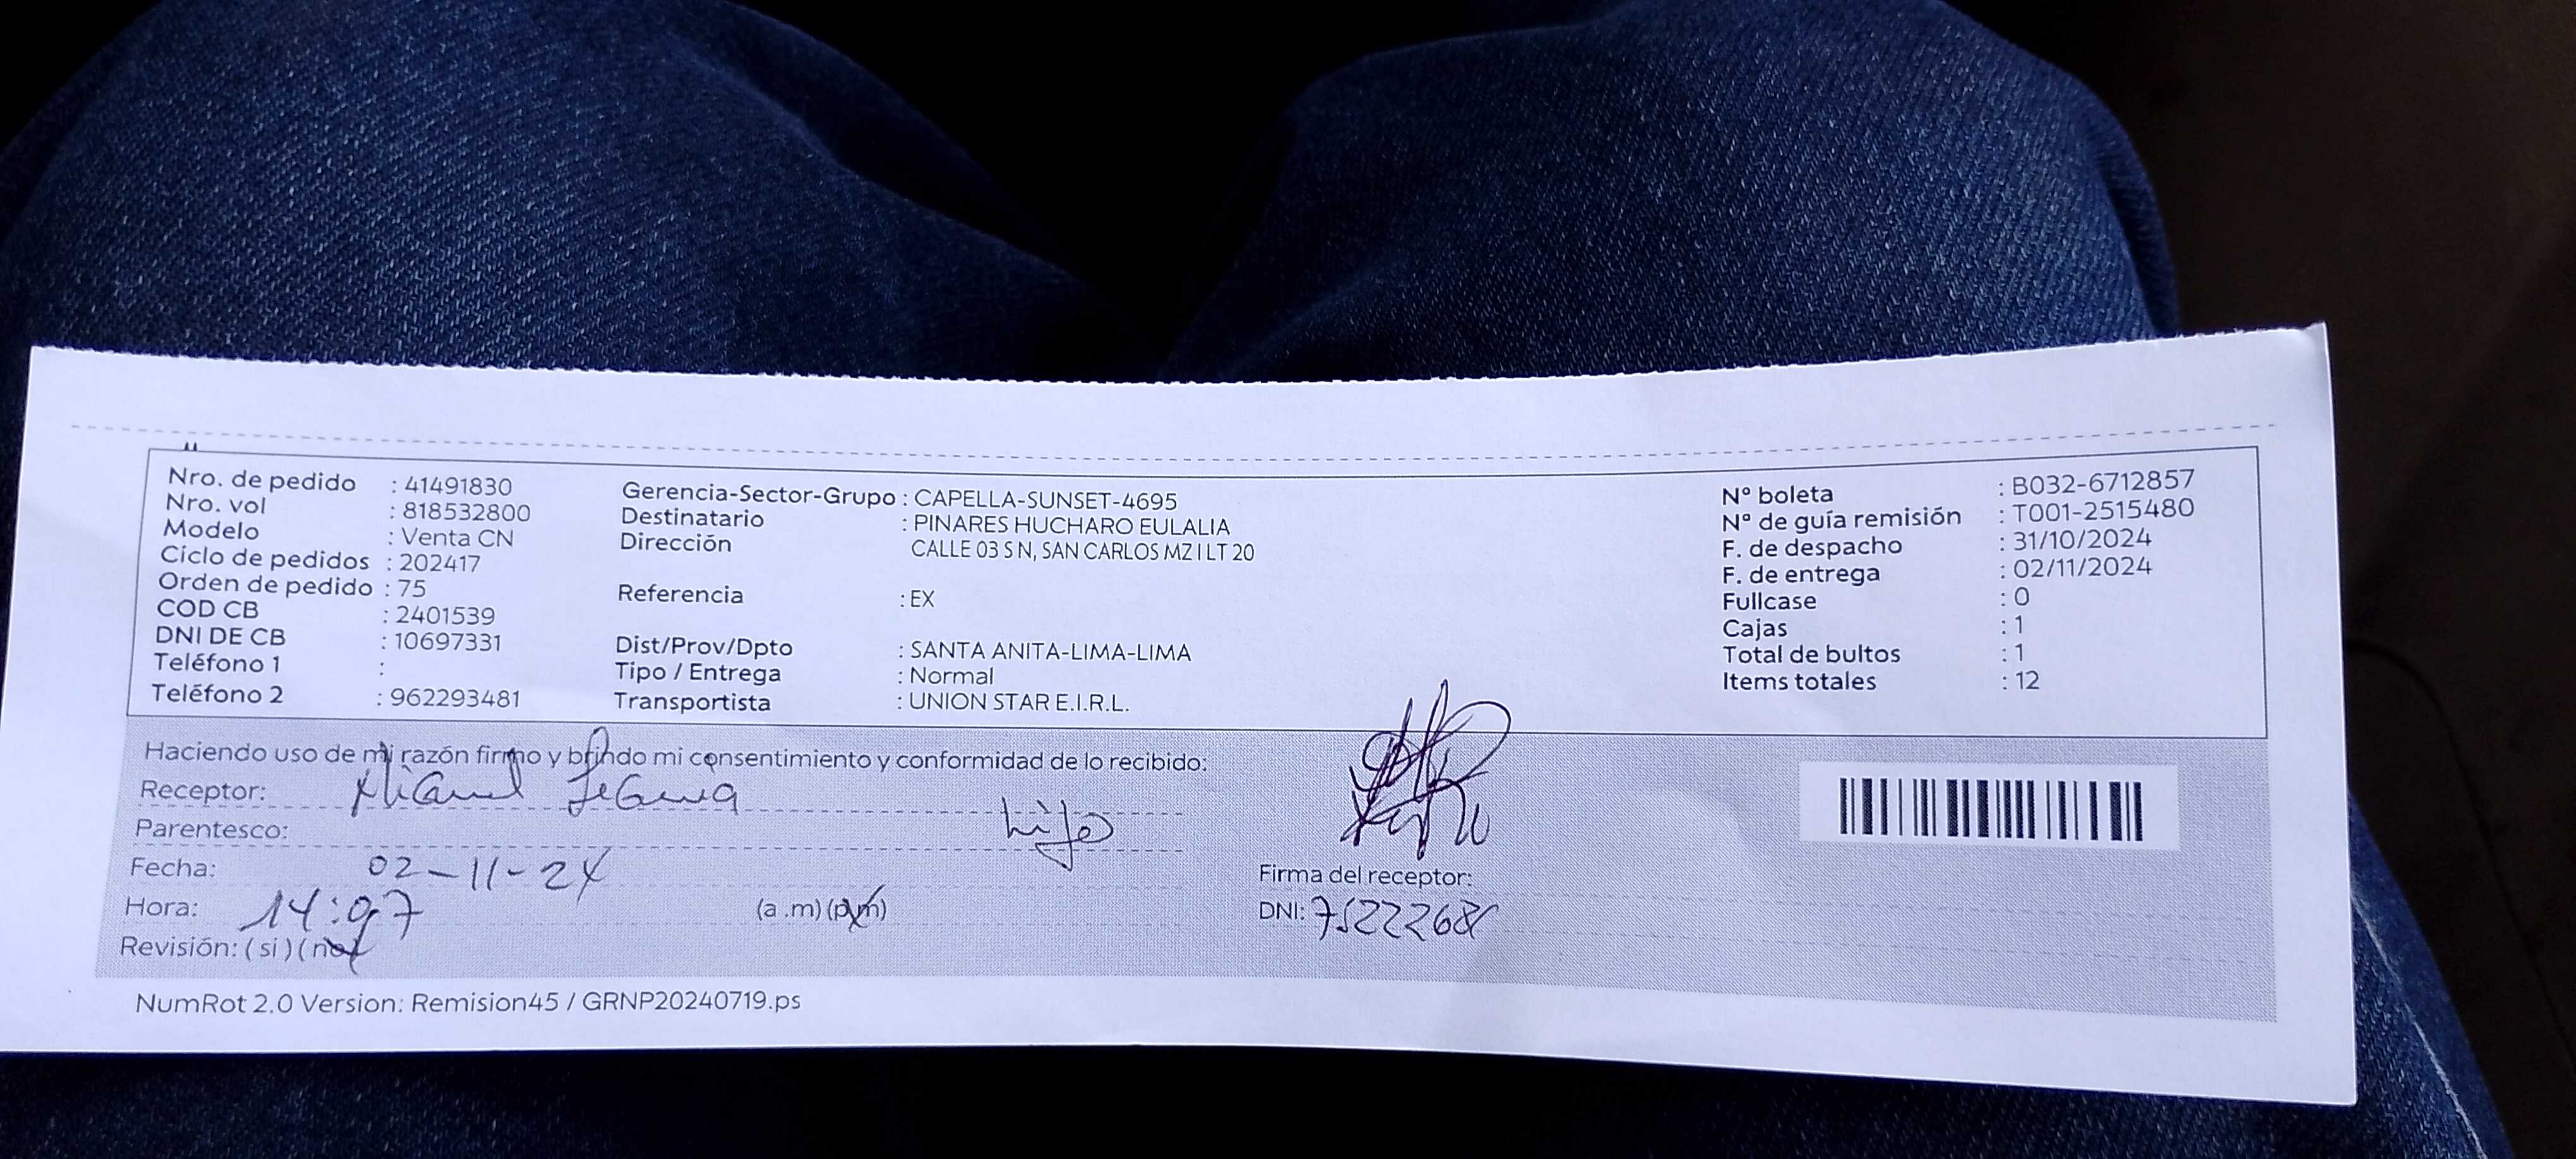 Nro. de pedido : 41491830
Nro. vol : 818532800
Modelo : Venta CN
Ciclo de pedidos : 202417
Orden de pedido : 75
COD CB : 2401539
DNI DE CB : 10697331
Teléfono 1 :
Teléfono 2 : 962293481
Gerencia-Sector-Grupo : CAPELLA-SUNSET-4695
Destinatario : PINARES HUCHARO EULALIA
Dirección CALLE 03 S N, SAN CARLOS MZ I LT 20
Referencia : EX
Dist/Prov/Dpto : SANTA ANITA-LIMA-LIMA
Tipo / Entrega : Normal
Transportista : UNION STAR E.I.R.L.
Nº boleta : B032-6712857
Nº de guía remisión : T001-2515480
F. de despacho : 31/10/2024
F. de entrega : 02/11/2024
Fullcase : 0
Cajas : 1
Total de bultos : 1
Items totales : 12
Haciendo uso de mi razón firmo y brindo mi consentimiento y conformidad de lo recibido:
Receptor:
Parentesco: hijo
Fecha: 02-11-24
Hora: (a .m) (p.m)
Revisión: ( si ) ( no )
Firma del receptor:
DNI:
NumRot 2.0 Version: Remision45 / GRNP20240719.ps